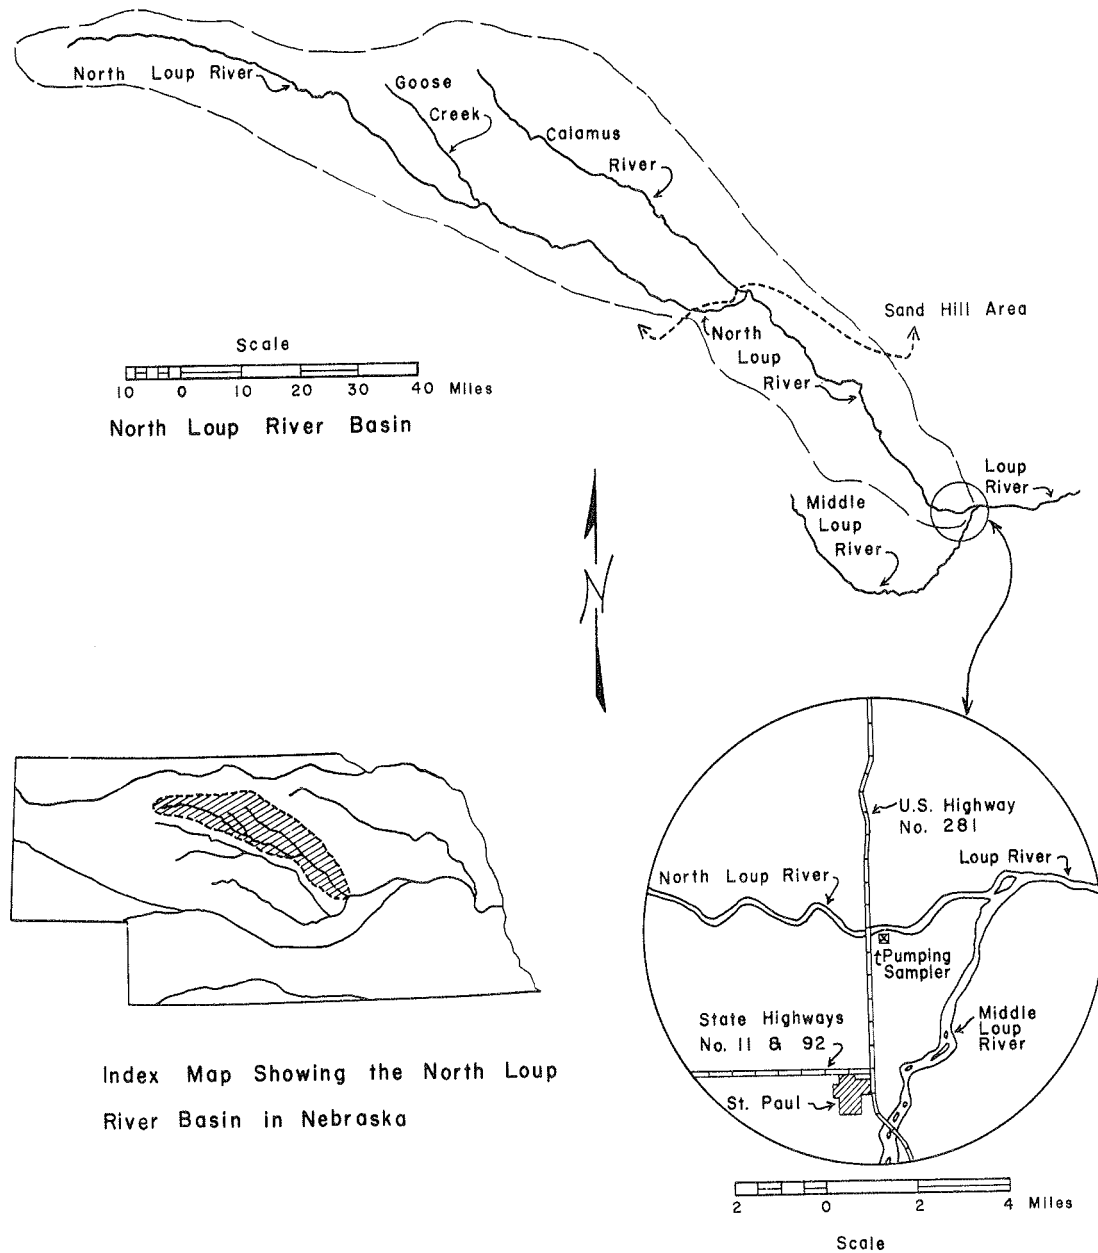 North Loup River
Goose
Creek
Calamus
River
Sand Hill Area
North
Loup
River
Scale
10 0 10 20 30 40 Miles
North Loup River Basin
Loup
River
Middle
Loup
River
N
U.S. Highway
No. 281
Loup River
North Loup River
Pumping
Sampler
State Highways
No. 11 & 92
Middle
Loup
River
St. Paul
Index Map Showing the North Loup
River Basin in Nebraska
2 0 2 4 Miles
Scale